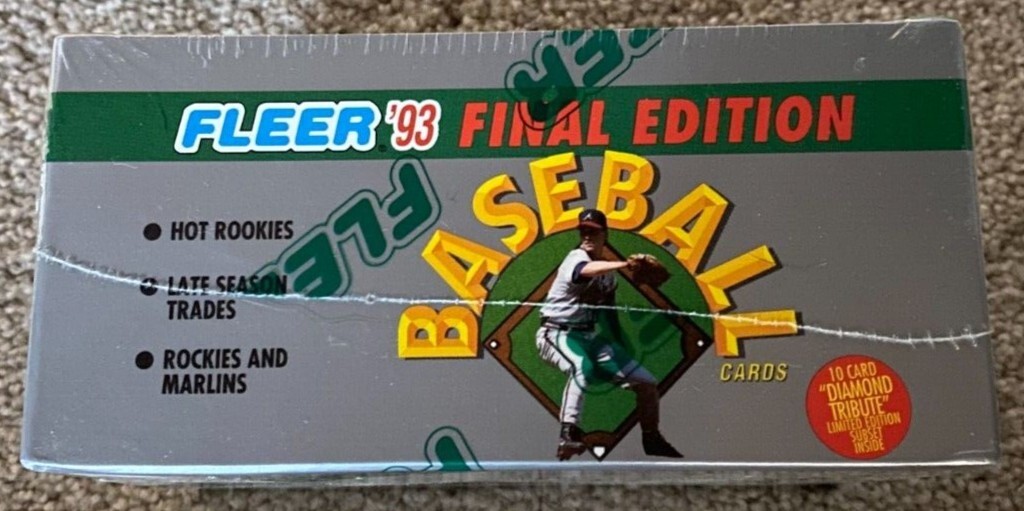 FLEER '93 FINAL EDITION
BASEBALL
CARDS
HOT ROOKIES
LATE SEASON
TRADES
ROCKIES AND
MARLINS
10 CARD
"DIAMOND
TRIBUTE"
LIMITED EDITION
SUBSET
INSIDE
FLEER
A